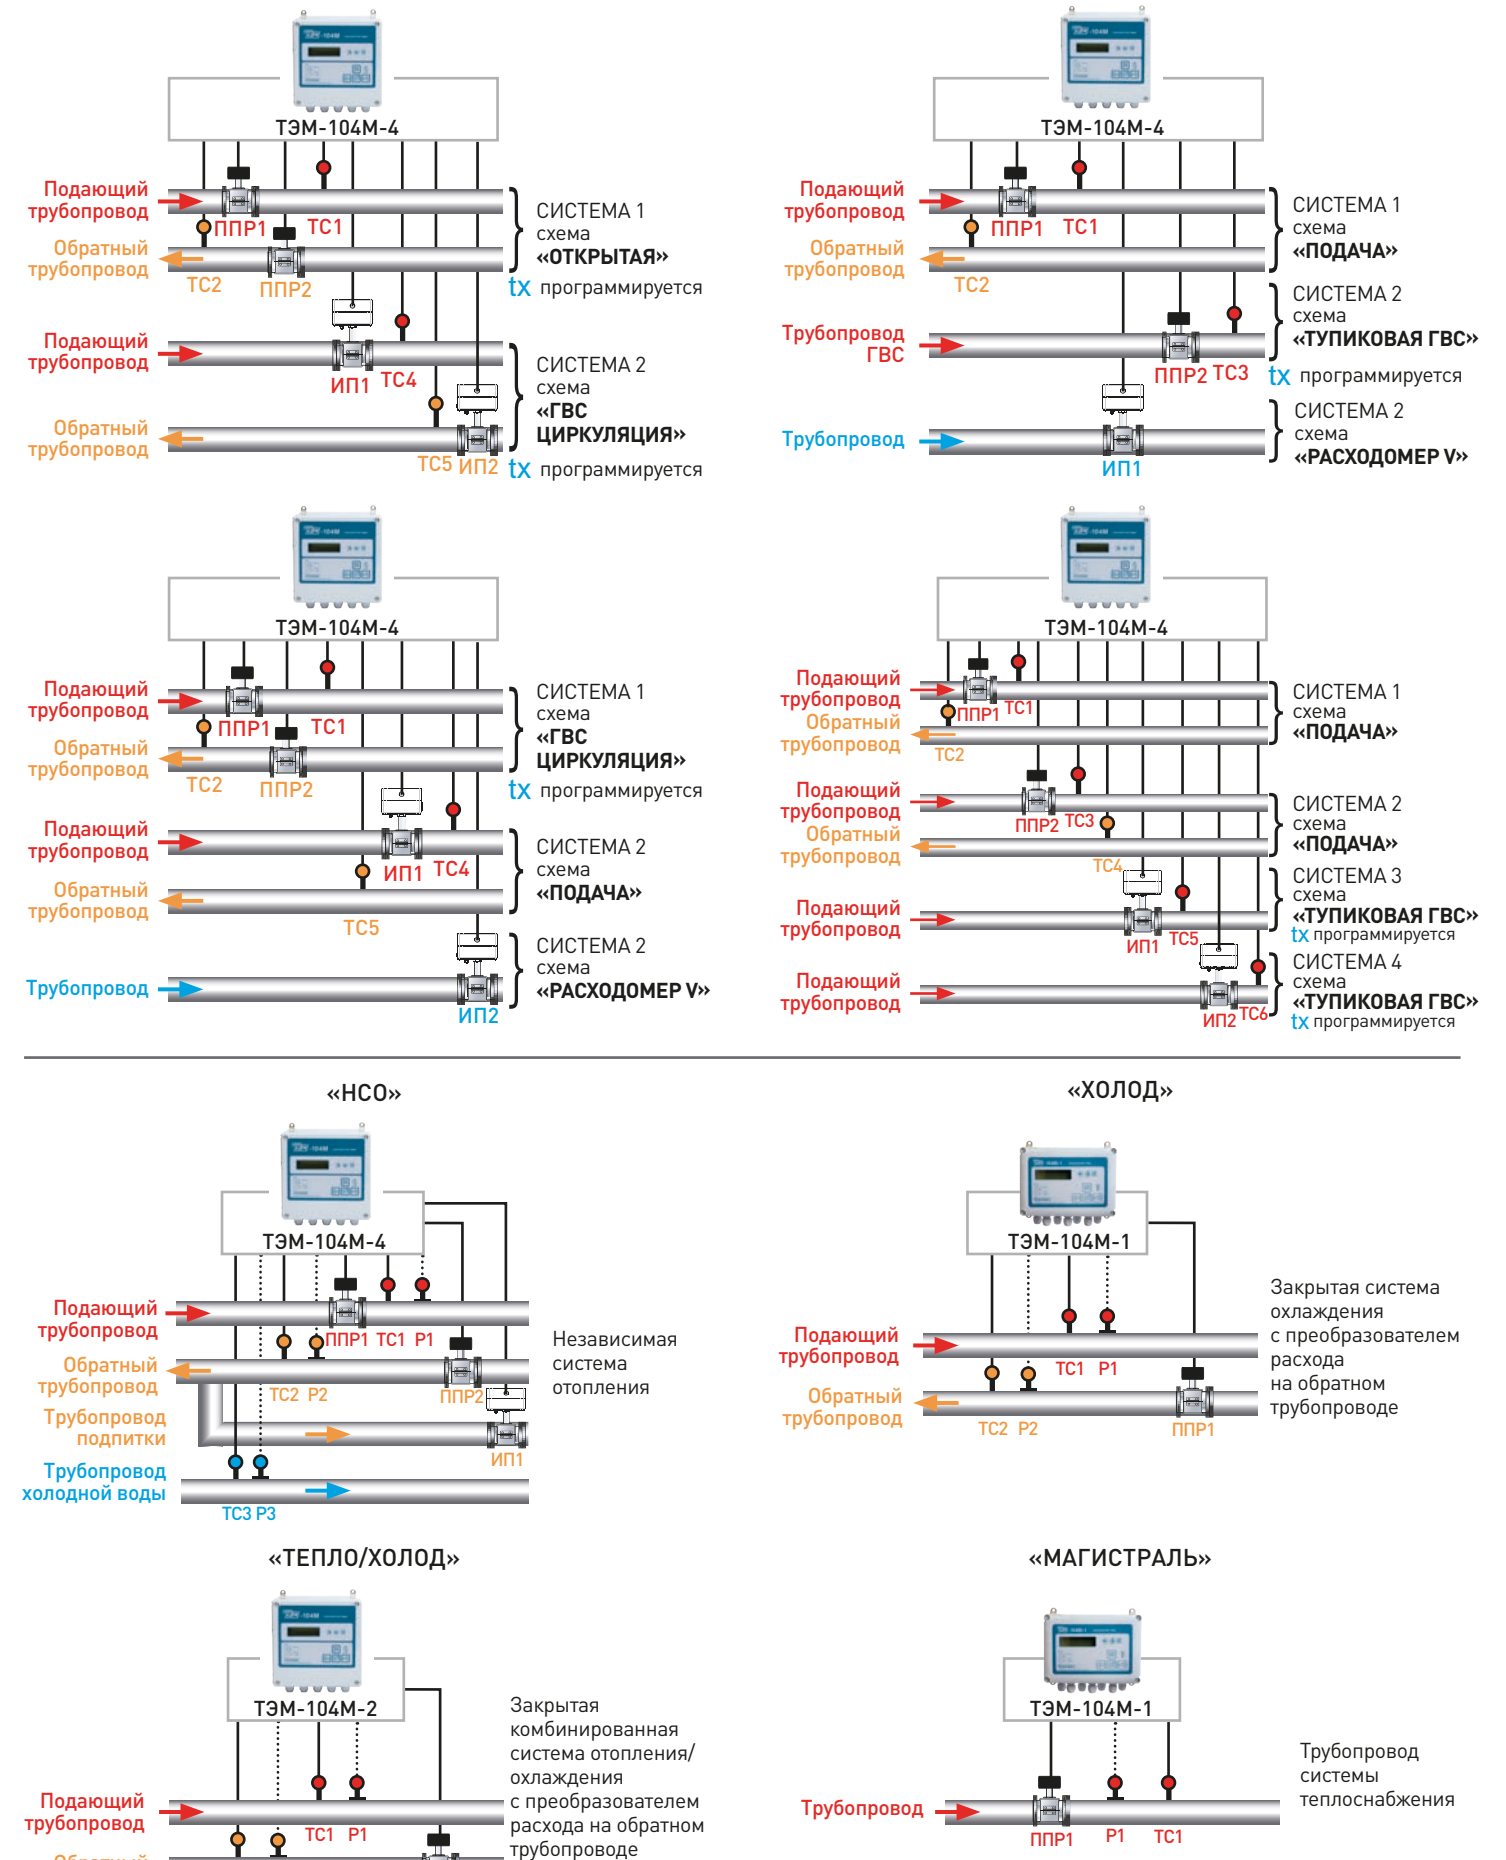 ТЭМ-104М-4
Подающий
трубопровод
ППР1
ТС1
Обратный
трубопровод
ТС2
ППР2
СИСТЕМА 1
схема
«ОТКРЫТАЯ»
tx программируется
Подающий
трубопровод
ИП1
ТС4
Обратный
трубопровод
ТС5
ИП2
СИСТЕМА 2
схема
«ГВС
ЦИРКУЛЯЦИЯ»
tx программируется
ТЭМ-104М-4
Подающий
трубопровод
ППР1
ТС1
Обратный
трубопровод
ТС2
СИСТЕМА 1
схема
«ПОДАЧА»
Трубопровод
ГВС
ППР2 ТС3
СИСТЕМА 2
схема
«ТУПИКОВАЯ ГВС»
tx программируется
Трубопровод
ИП1
СИСТЕМА 2
схема
«РАСХОДОМЕР V»
ТЭМ-104М-4
Подающий
трубопровод
ППР1
ТС1
Обратный
трубопровод
ТС2
ППР2
СИСТЕМА 1
схема
«ГВС
ЦИРКУЛЯЦИЯ»
tx программируется
Подающий
трубопровод
ИП1
ТС4
Обратный
трубопровод
ТС5
СИСТЕМА 2
схема
«ПОДАЧА»
Трубопровод
ИП2
СИСТЕМА 2
схема
«РАСХОДОМЕР V»
ТЭМ-104М-4
Подающий
трубопровод
ППР1 ТС1
Обратный
трубопровод
ТС2
СИСТЕМА 1
схема
«ПОДАЧА»
Подающий
трубопровод
ППР2 ТС3
Обратный
трубопровод
ТС4
СИСТЕМА 2
схема
«ПОДАЧА»
Подающий
трубопровод
ИП1
ТС5
СИСТЕМА 3
схема
«ТУПИКОВАЯ ГВС»
tx программируется
Подающий
трубопровод
ИП2
ТС6
СИСТЕМА 4
схема
«ТУПИКОВАЯ ГВС»
tx программируется
«НСО»
ТЭМ-104М-4
Подающий
трубопровод
ППР1 ТС1 Р1
Обратный
трубопровод
ТС2 Р2
ППР2
Трубопровод
подпитки
ИП1
Трубопровод
холодной воды
ТС3 Р3
Независимая
система
отопления
«ХОЛОД»
ТЭМ-104М-1
Подающий
трубопровод
ТС1 Р1
Обратный
трубопровод
ТС2 Р2
ППР1
Закрытая система
охлаждения
с преобразователем
расхода
на обратном
трубопроводе
«ТЕПЛО/ХОЛОД»
ТЭМ-104М-2
Подающий
трубопровод
ТС1 Р1
Закрытая
комбинированная
система отопления/
охлаждения
с преобразователем
расхода на обратном
трубопроводе
«МАГИСТРАЛЬ»
ТЭМ-104М-1
Трубопровод
ППР1
Р1
ТС1
Трубопровод
системы
теплоснабжения